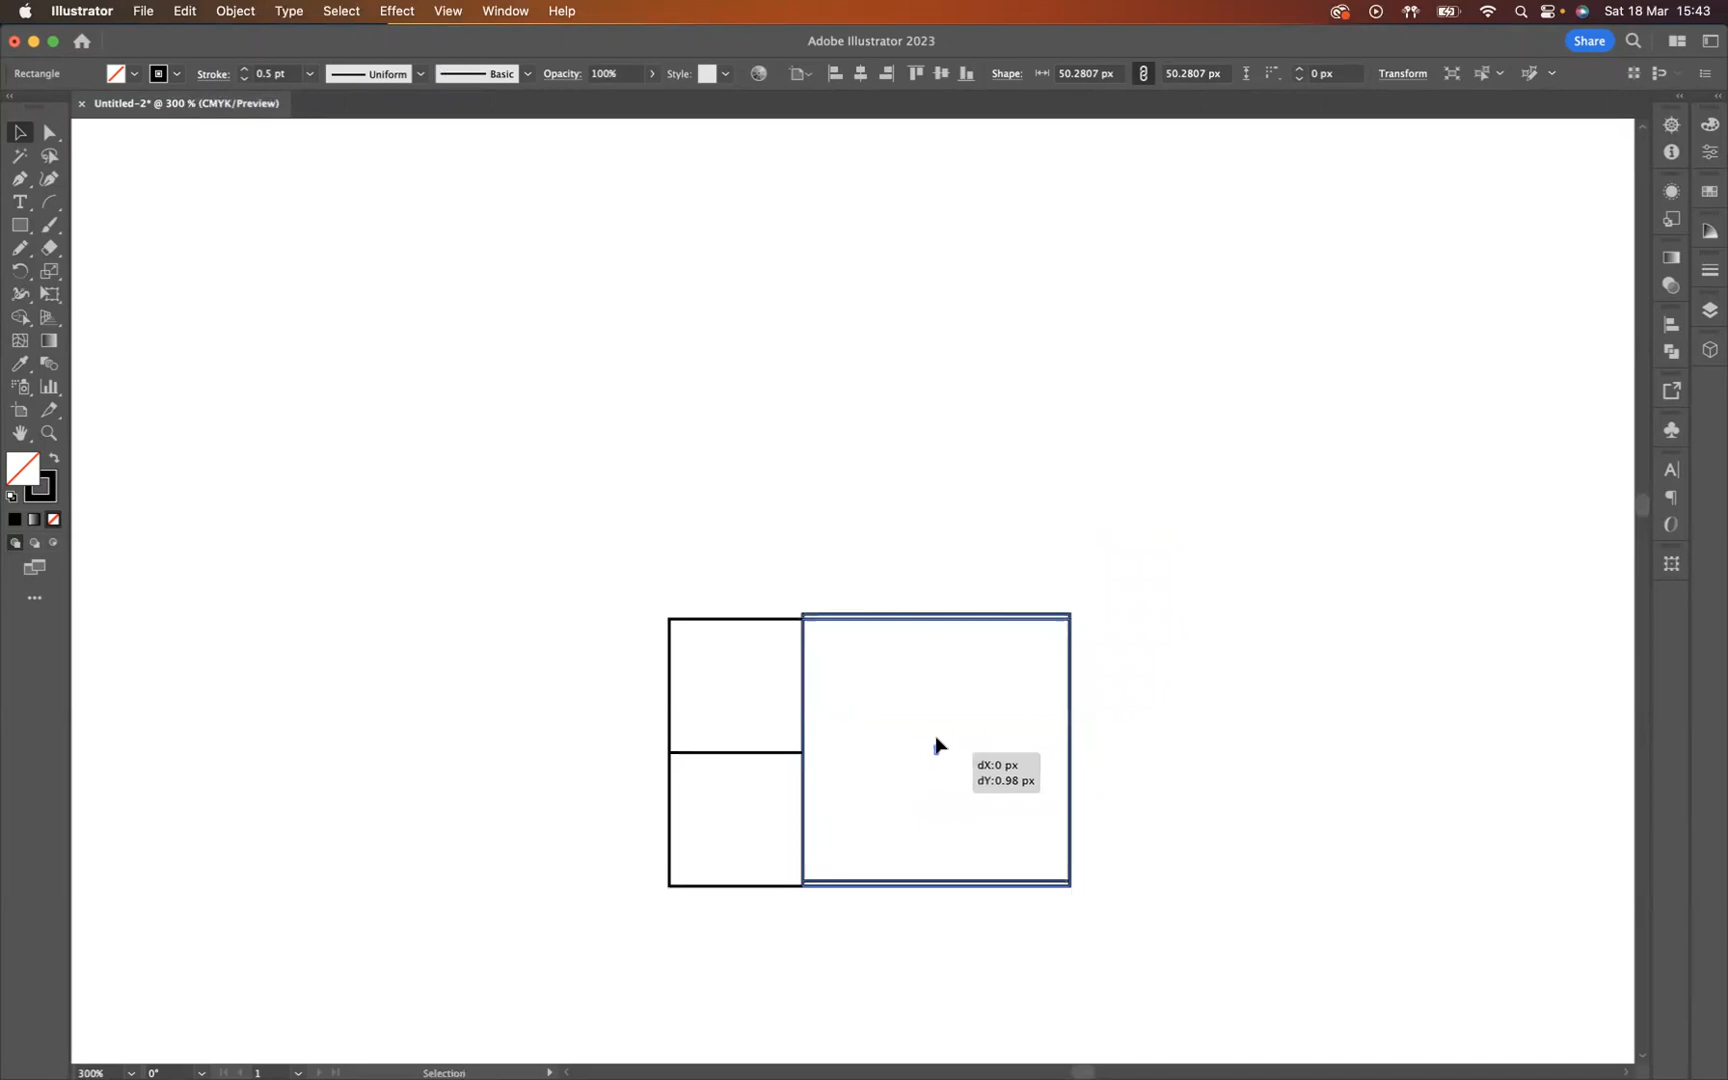 Illustrator File Edit Object Type Select Effect View Window Help Sat 18 Mar 15:43
Adobe Illustrator 2023 Share
Rectangle Stroke: 0.5 pt Uniform Basic Opacity: 100% Style: Shape: 50.2807 px 50.2807 px 0 px Transform
Untitled-2* @ 300 % (CMYK/Preview)
dX:0 px
dY:0.98 px
300% 0° 1 Selection